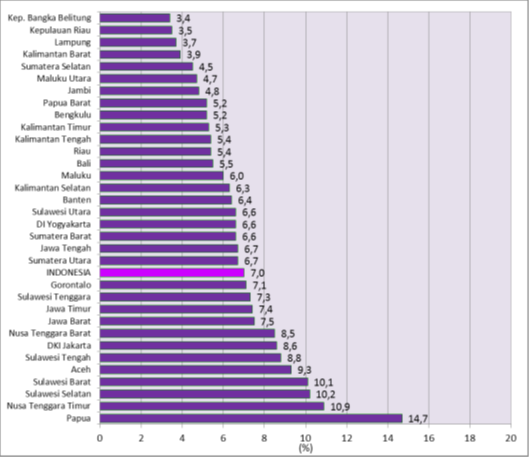 Kep. Bangka Belitung 3,4
Kepulauan Riau 3,5
Lampung 3,7
Kalimantan Barat 3,9
Sumatera Selatan 4,5
Maluku Utara 4,7
Jambi 4,8
Papua Barat 5,2
Bengkulu 5,2
Kalimantan Timur 5,3
Kalimantan Tengah 5,4
Riau 5,4
Bali 5,5
Maluku 6,0
Kalimantan Selatan 6,3
Banten 6,4
Sulawesi Utara 6,6
DI Yogyakarta 6,6
Sumatera Barat 6,6
Jawa Tengah 6,7
Sumatera Utara 6,7
INDONESIA 7,0
Gorontalo 7,1
Sulawesi Tenggara 7,3
Jawa Timur 7,4
Jawa Barat 7,5
Nusa Tenggara Barat 8,5
DKI Jakarta 8,6
Sulawesi Tengah 8,8
Aceh 9,3
Sulawesi Barat 10,1
Sulawesi Selatan 10,2
Nusa Tenggara Timur 10,9
Papua 14,7
0 2 4 6 8 10 12 14 16 18 20
(%)